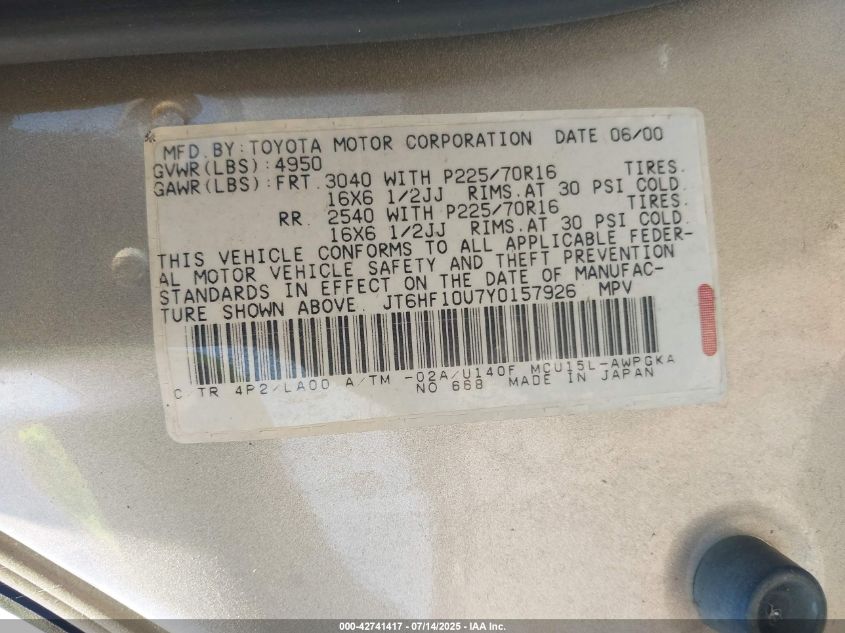 MFD. BY: TOYOTA MOTOR CORPORATION DATE 06/00
GVWR(LBS): 4950
GAWR(LBS): FRT. 3040 WITH P225/70R16 TIRES.
16X6 1/2JJ RIMS. AT 30 PSI COLD.
RR. 2540 WITH P225/70R16 TIRES.
16X6 1/2JJ RIMS. AT 30 PSI COLD.
THIS VEHICLE CONFORMS TO ALL APPLICABLE FEDER-
AL MOTOR VEHICLE SAFETY AND THEFT PREVENTION
STANDARDS IN EFFECT ON THE DATE OF MANUFAC-
TURE SHOWN ABOVE. JT6HF10U7Y0157926 MPV
C/TR 4P2/LA00 A/TM -02A/U140F MCU15L-AWPGKA
NO 668 MADE IN JAPAN
000-42741417 - 07/14/2025 - IAA Inc.